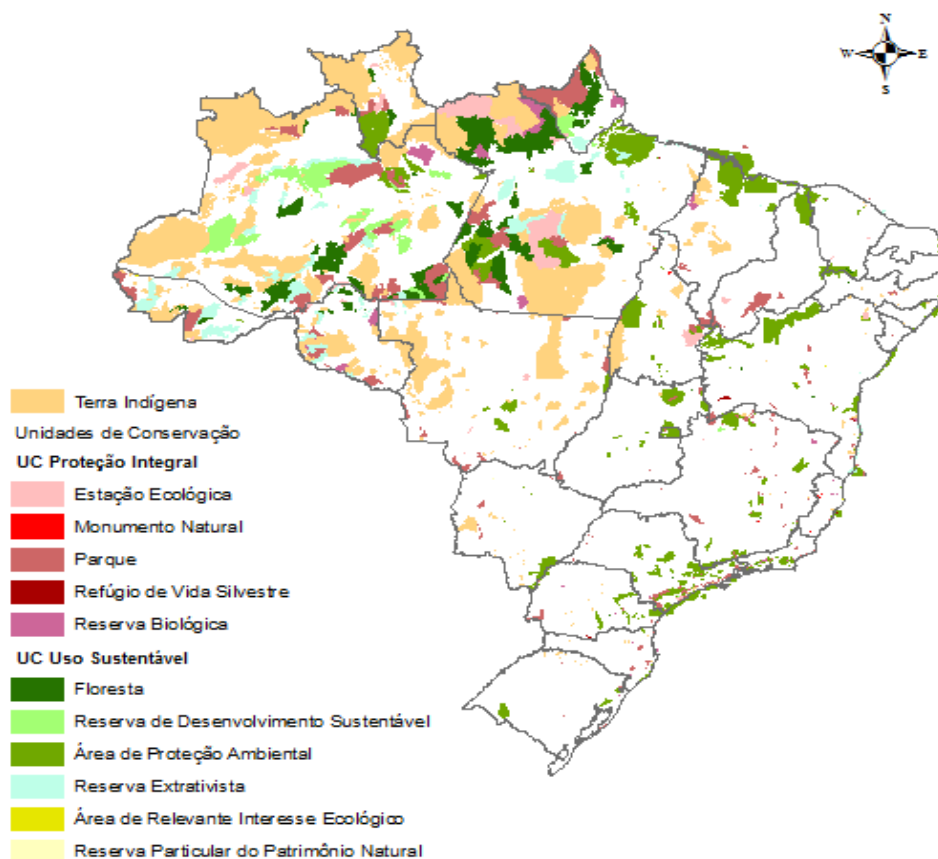 N
W E
S
Terra Indígena
Unidades de Conservação
UC Proteção Integral
Estação Ecológica
Monumento Natural
Parque
Refúgio de Vida Silvestre
Reserva Biológica
UC Uso Sustentável
Floresta
Reserva de Desenvolvimento Sustentável
Área de Proteção Ambiental
Reserva Extrativista
Área de Relevante Interesse Ecológico
Reserva Particular do Patrimônio Natural